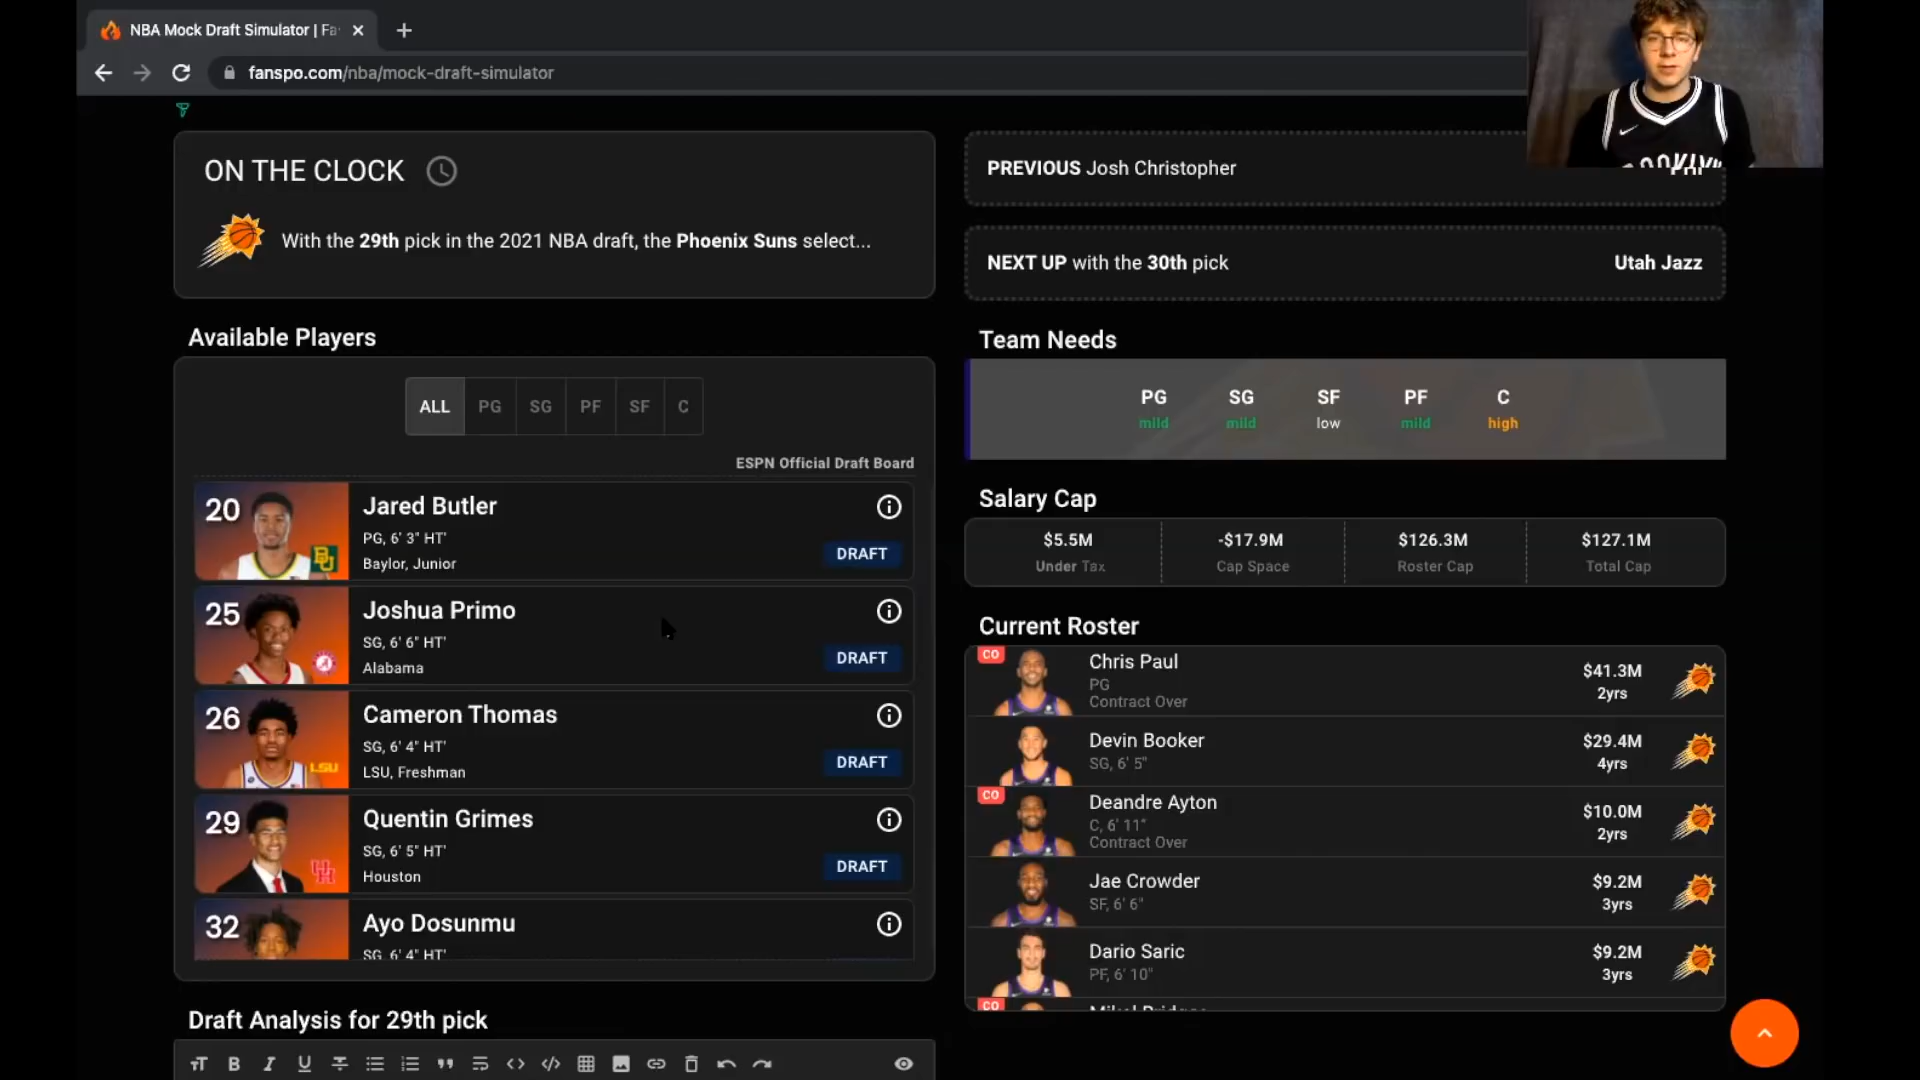 NBA Mock Draft Simulator | Fa
fanspo.com/nba/mock-draft-simulator
ON THE CLOCK
With the 29th pick in the 2021 NBA draft, the Phoenix Suns select...
PREVIOUS Josh Christopher
NEXT UP with the 30th pick
Utah Jazz
Available Players
ALL PG SG PF SF C
ESPN Official Draft Board
20
Jared Butler
PG, 6' 3" HT'
Baylor, Junior
DRAFT
25
Joshua Primo
SG, 6' 6" HT'
Alabama
DRAFT
26
Cameron Thomas
SG, 6' 4" HT'
LSU, Freshman
LSU
DRAFT
29
Quentin Grimes
SG, 6' 5" HT'
Houston
DRAFT
32
Ayo Dosunmu
SG, 6' 4" HT'
Draft Analysis for 29th pick
Team Needs
PG SG SF PF C
mild mild low mild high
Salary Cap
$5.5M -$17.9M $126.3M $127.1M
Under Tax Cap Space Roster Cap Total Cap
Current Roster
CO
Chris Paul
PG
Contract Over
$41.3M
2yrs
Devin Booker
SG, 6' 5"
$29.4M
4yrs
CO
Deandre Ayton
C, 6' 11"
Contract Over
$10.0M
2yrs
Jae Crowder
SF, 6' 6"
$9.2M
3yrs
Dario Saric
PF, 6' 10"
$9.2M
3yrs
CO
Mikal Bridges
BROOKLYN